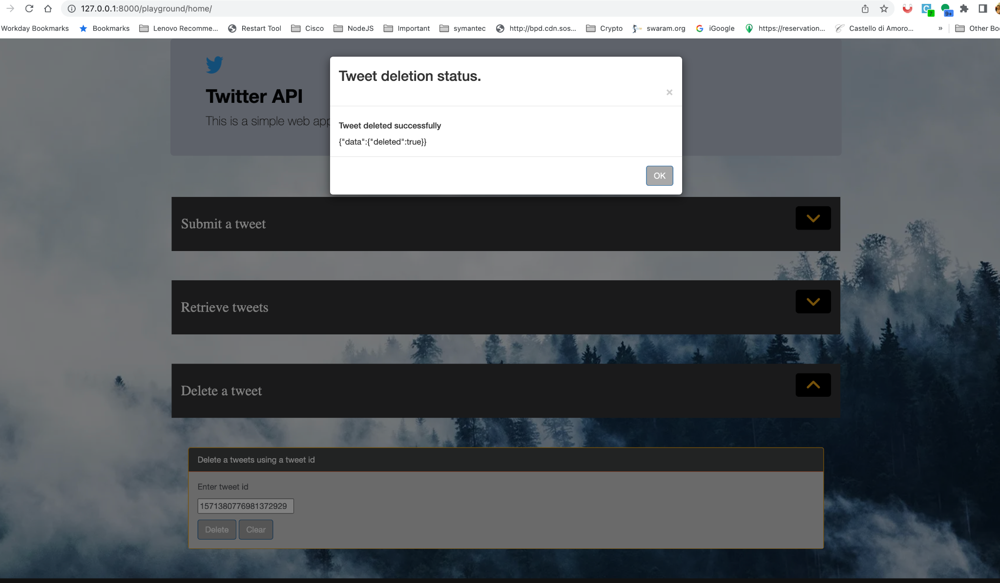 127.0.0.1:8000/playground/home/
Workday Bookmarks Bookmarks Lenovo Recomme... Restart Tool Cisco NodeJS Important symantec http://bpd.cdn.sos... Crypto swaram.org iGoogle https://reservation... Castello di Amoro... » Other Boo
7
9+
Tweet deletion status.
×
Twitter API
This is a simple web app
Tweet deleted successfully
{"data":{"deleted":true}}
OK
Submit a tweet
Retrieve tweets
Delete a tweet
Delete a tweets using a tweet id
Enter tweet id
1571380776981372929
Delete Clear